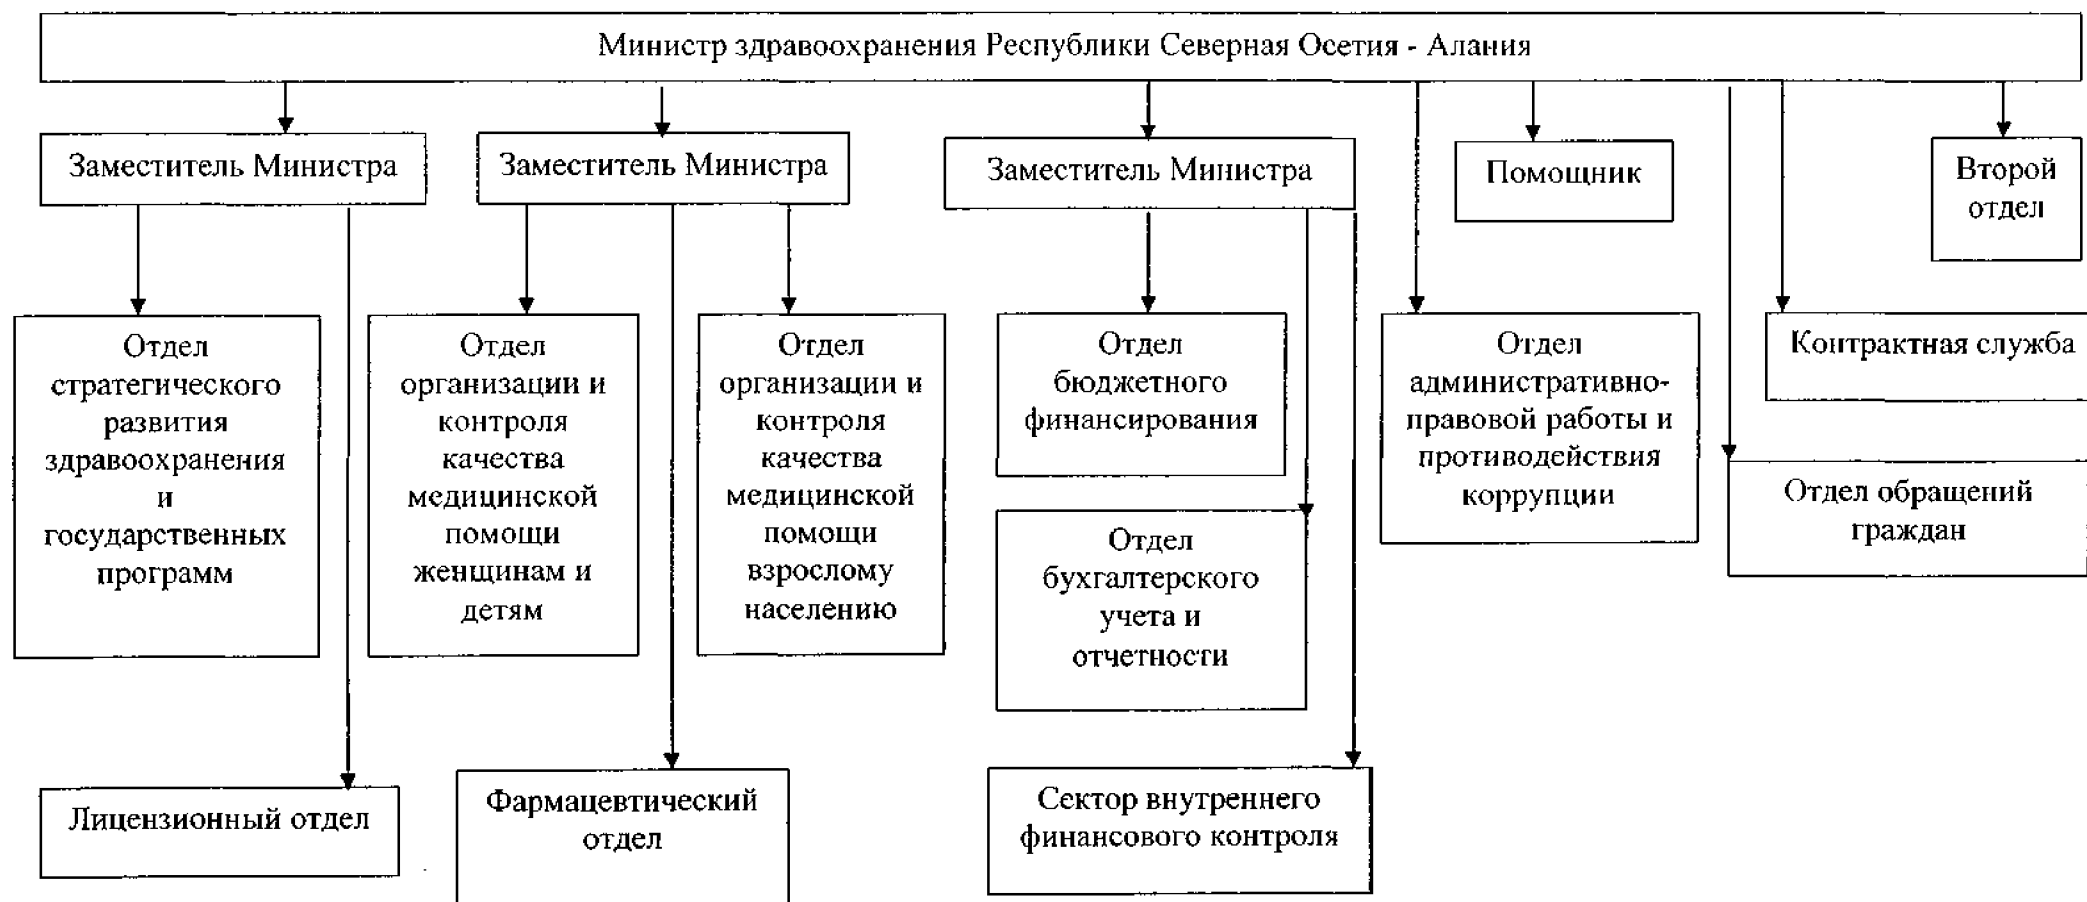 Министр здравоохранения Республики Северная Осетия - Алания
Заместитель Министра
Заместитель Министра
Заместитель Министра
Помощник
Второй
отдел
Отдел
стратегического
развития
здравоохранения
и
государственных
программ
Отдел
организации и
контроля
качества
медицинской
помощи
женщинам и
детям
Отдел
организации и
контроля
качества
медицинской
помощи
взрослому
населению
Отдел
бюджетного
финансирования
Отдел
административно-
правовой работы и
противодействия
коррупции
Контрактная служба
Отдел обращений
граждан
Отдел
бухгалтерского
учета и
отчетности
Лицензионный отдел
Фармацевтический
отдел
Сектор внутреннего
финансового контроля